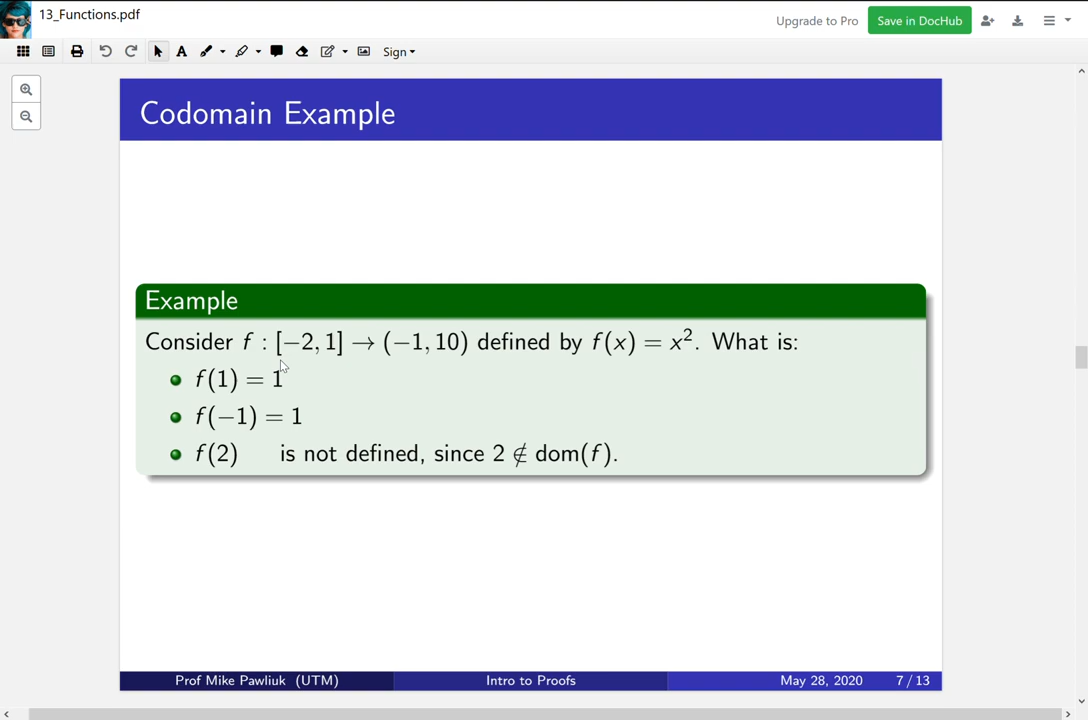 13_Functions.pdf
Upgrade to Pro
Save in DocHub
A
Sign
Codomain Example
Example
Consider f : [−2, 1] → (−1, 10) defined by f(x) = x². What is:
f(1) = 1
f(−1) = 1
f(2) is not defined, since 2 ∉ dom(f).
Prof Mike Pawliuk (UTM) Intro to Proofs May 28, 2020 7 / 13